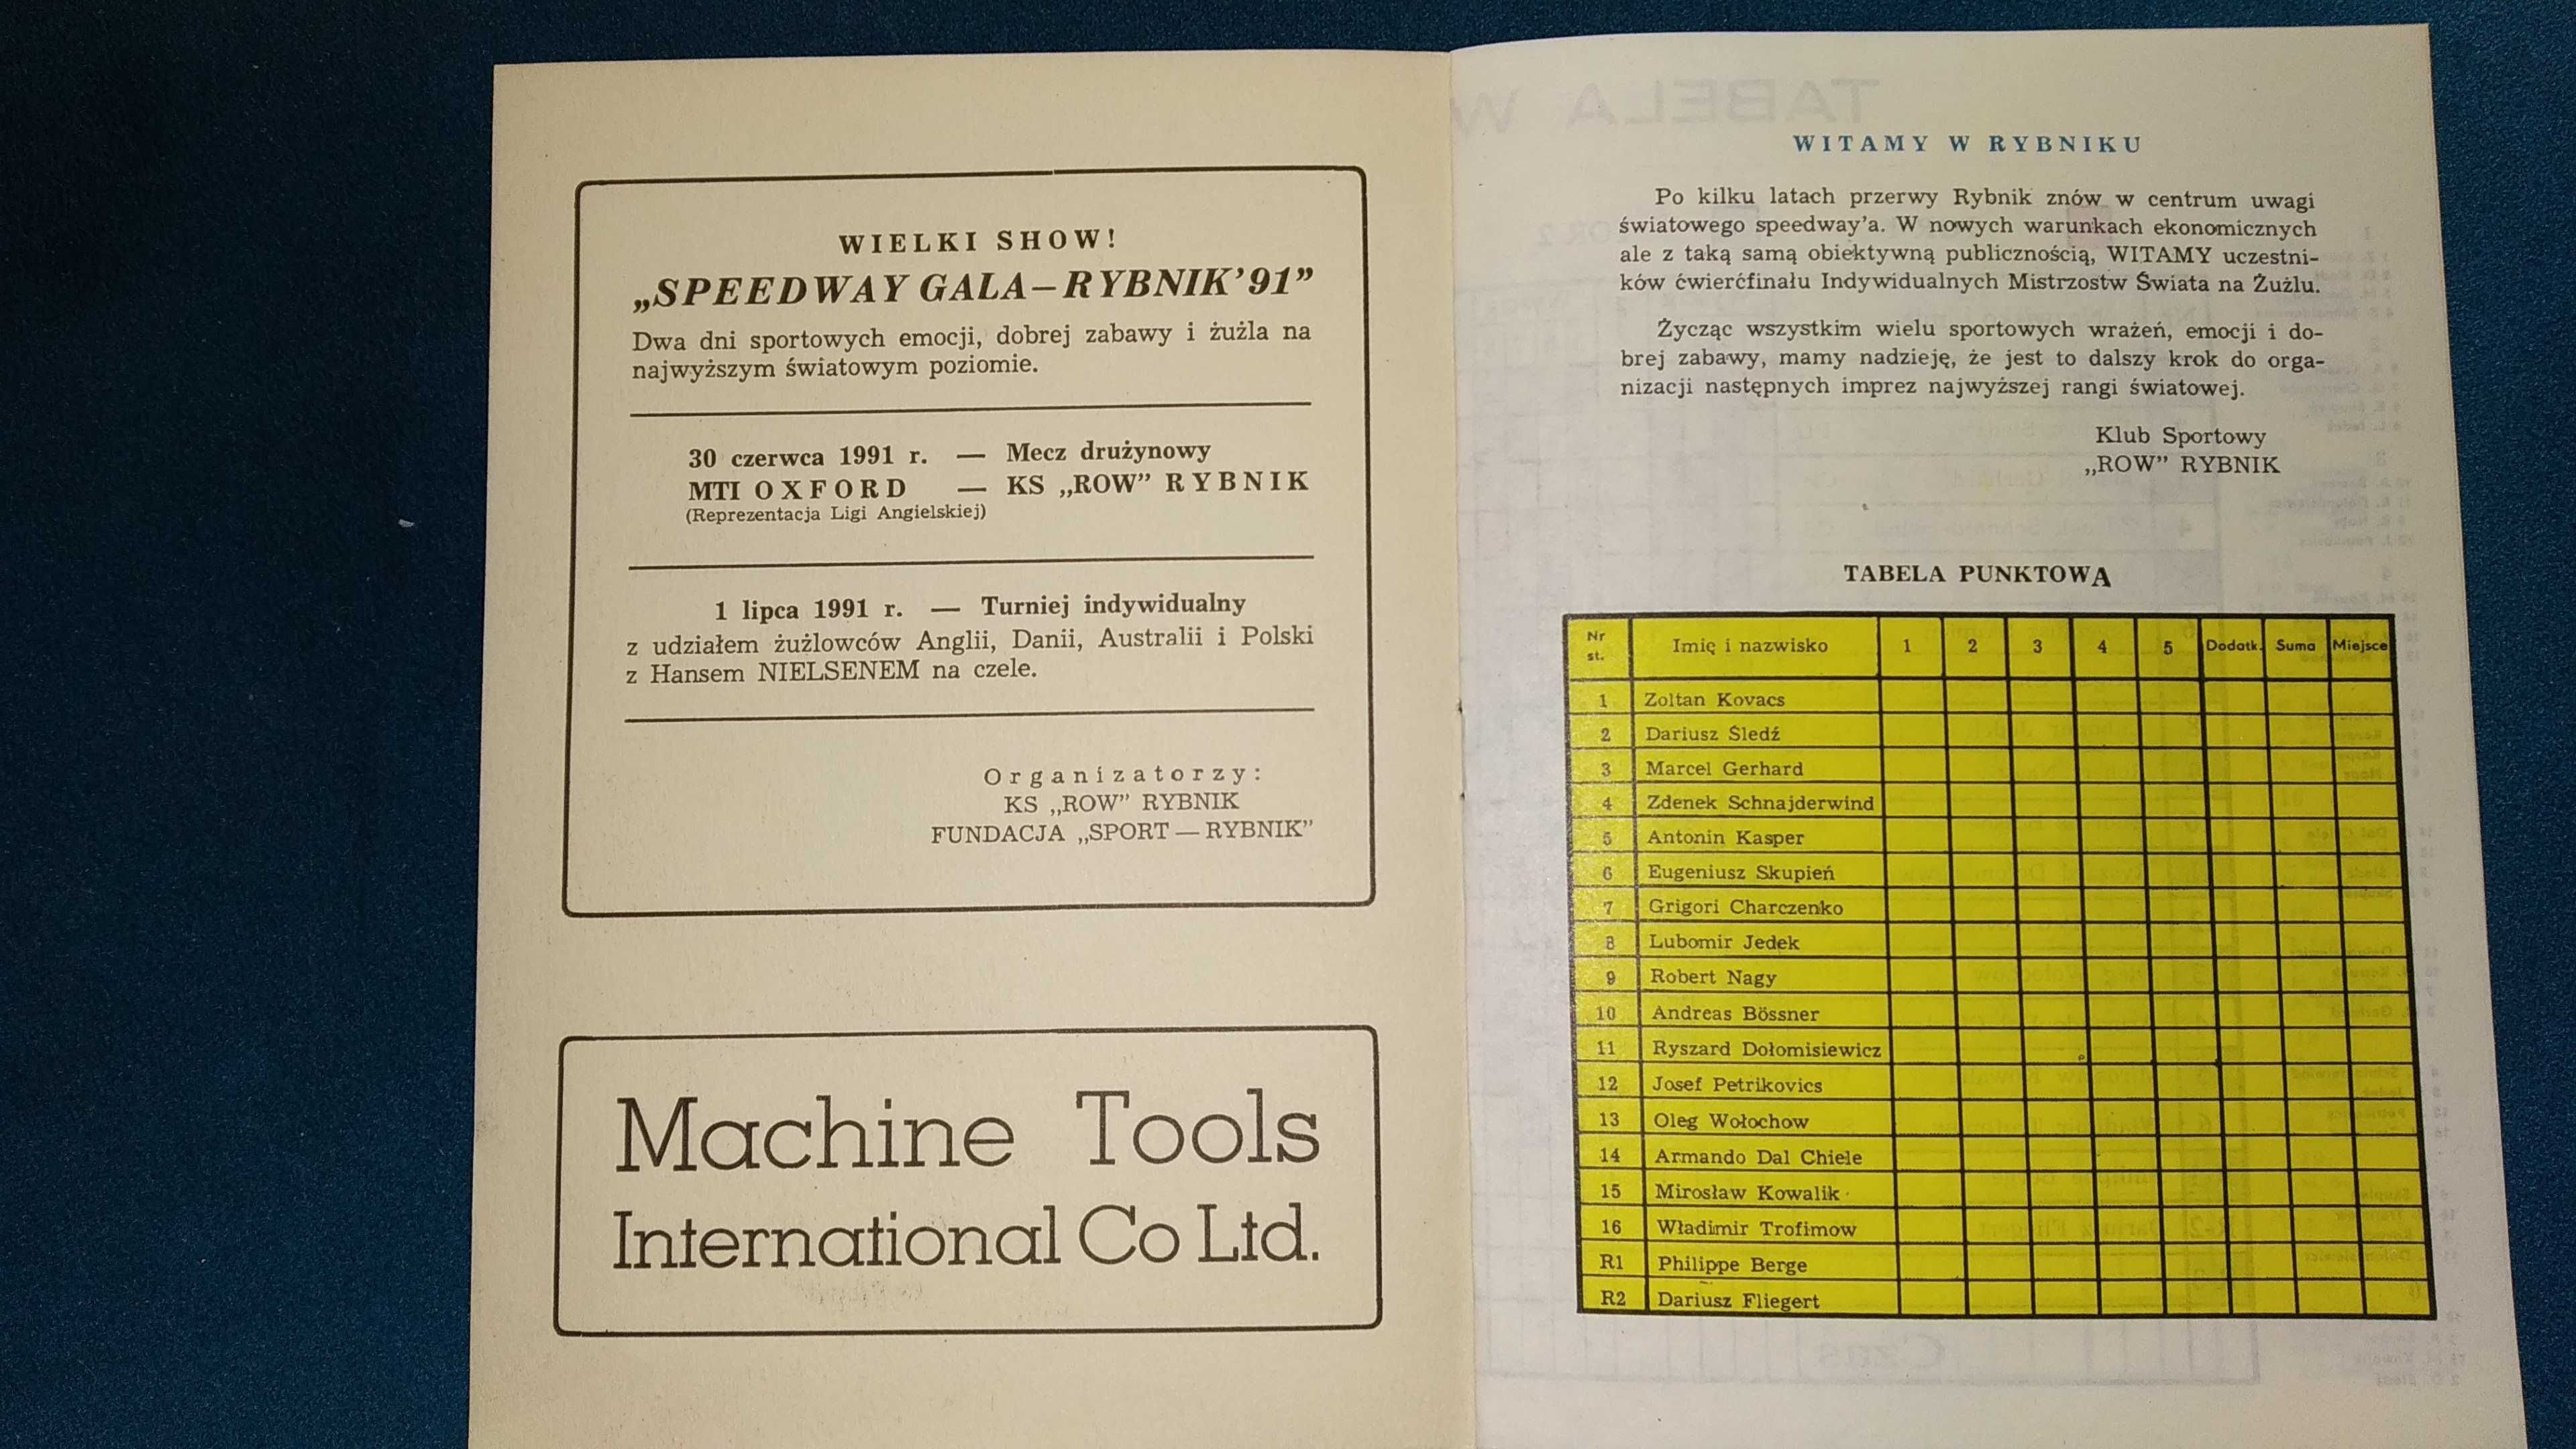 WIELKI SHOW!
„SPEEDWAY GALA—RYBNIK'91”
Dwa dni sportowych emocji, dobrej zabawy i żużla na
najwyższym światowym poziomie.
30 czerwca 1991 r. — Mecz drużynowy
MTI OXFORD — KS „ROW” RYBNIK
(Reprezentacja Ligi Angielskiej)
1 lipca 1991 r. — Turniej indywidualny
z udziałem żużlowców Anglii, Danii, Australii i Polski
z Hansem NIELSENEM na czele.
Organizatorzy:
KS „ROW” RYBNIK
FUNDACJA „SPORT — RYBNIK”
Machine Tools
International Co Ltd.
WITAMY W RYBNIKU
Po kilku latach przerwy Rybnik znów w centrum uwagi
światowego speedway'a. W nowych warunkach ekonomicznych
ale z taką samą obiektywną publicznością, WITAMY uczestni-
ków ćwierćfinału Indywidualnych Mistrzostw Świata na Żużlu.
Życząc wszystkim wielu sportowych wrażeń, emocji i do-
brej zabawy, mamy nadzieję, że jest to dalszy krok do orga-
nizacji następnych imprez najwyższej rangi światowej.
Klub Sportowy
„ROW” RYBNIK
TABELA PUNKTOWA
Nr st. Imię i nazwisko 1 2 3 4 5 Dodatk. Suma Miejsce
1 Zoltan Kovacs
2 Dariusz Śledź
3 Marcel Gerhard
4 Zdenek Schnajderwind
5 Antonin Kasper
6 Eugeniusz Skupień
7 Grigori Charczenko
8 Lubomir Jedek
9 Robert Nagy
10 Andreas Bössner
11 Ryszard Dołomisiewicz
12 Josef Petrikovics
13 Oleg Wołochow
14 Armando Dal Chiele
15 Mirosław Kowalik
16 Władimir Trofimow
R1 Philippe Berge
R2 Dariusz Fliegert